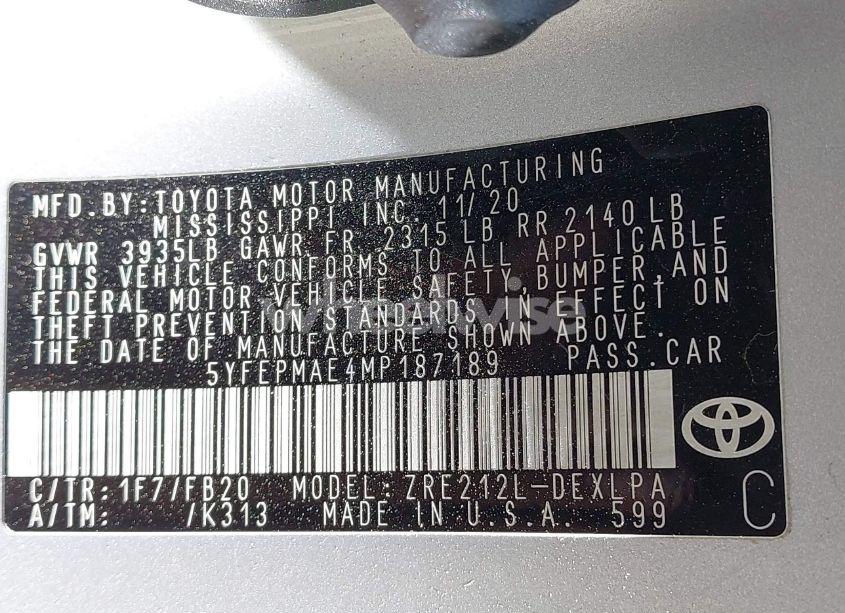 MFD.BY:TOYOTA MOTOR MANUFACTURING
MISSISSIPPI INC. 11/20
GVWR 3935LB GAWR FR 2315 LB RR 2140 LB
THIS VEHICLE CONFORMS TO ALL APPLICABLE
FEDERAL MOTOR VEHICLE SAFETY,BUMPER,AND
THEFT PREVENTION STANDARDS IN EFFECT ON
THE DATE OF MANUFACTURE SHOWN ABOVE.
5YFEPMAE4MP187189 PASS.CAR
C/TR: 1F7/FB20 MODEL: ZRE212L-DEXLPA
A/TM: /K313 MADE IN U.S.A. 599
C